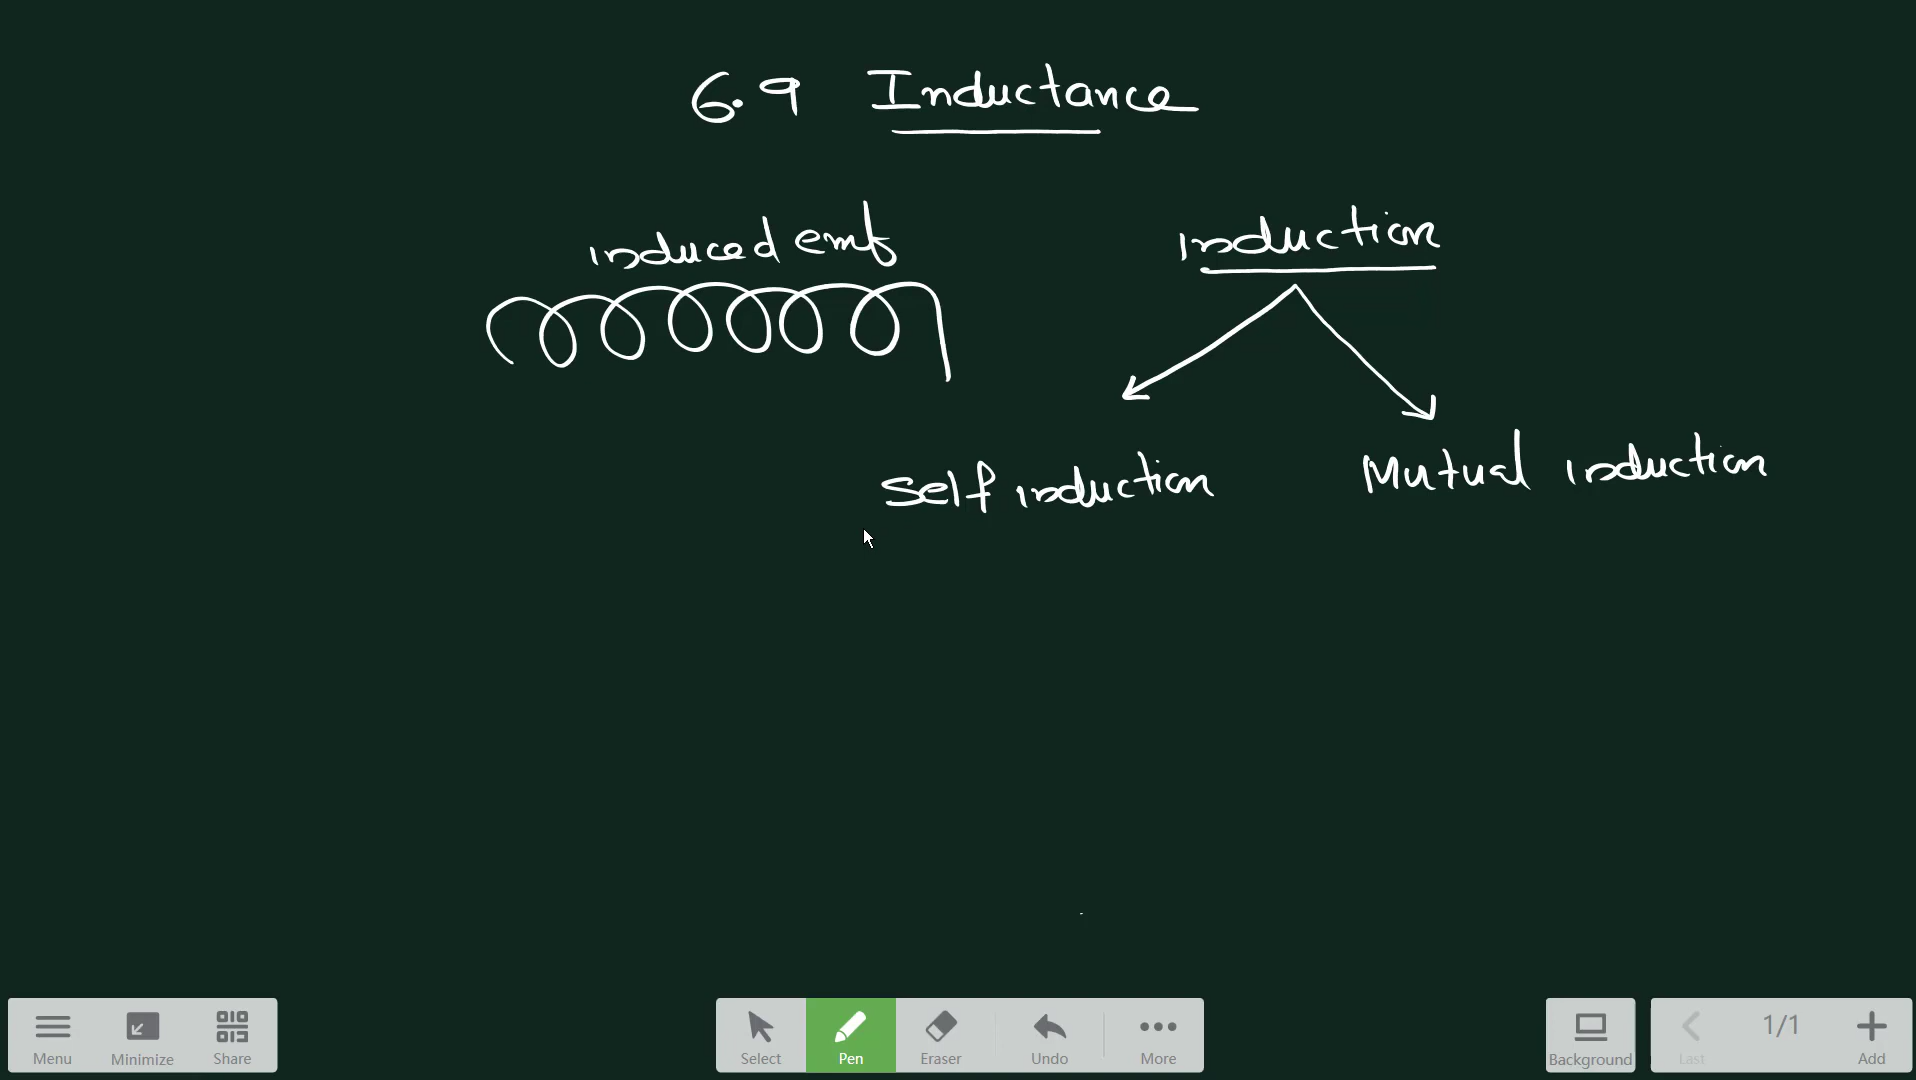 6.9 Inductance
induced emf
induction
Self induction
Mutual induction
Menu
Minimize
Share
Select
Pen
Eraser
Undo
More
Background
Last
1/1
Add